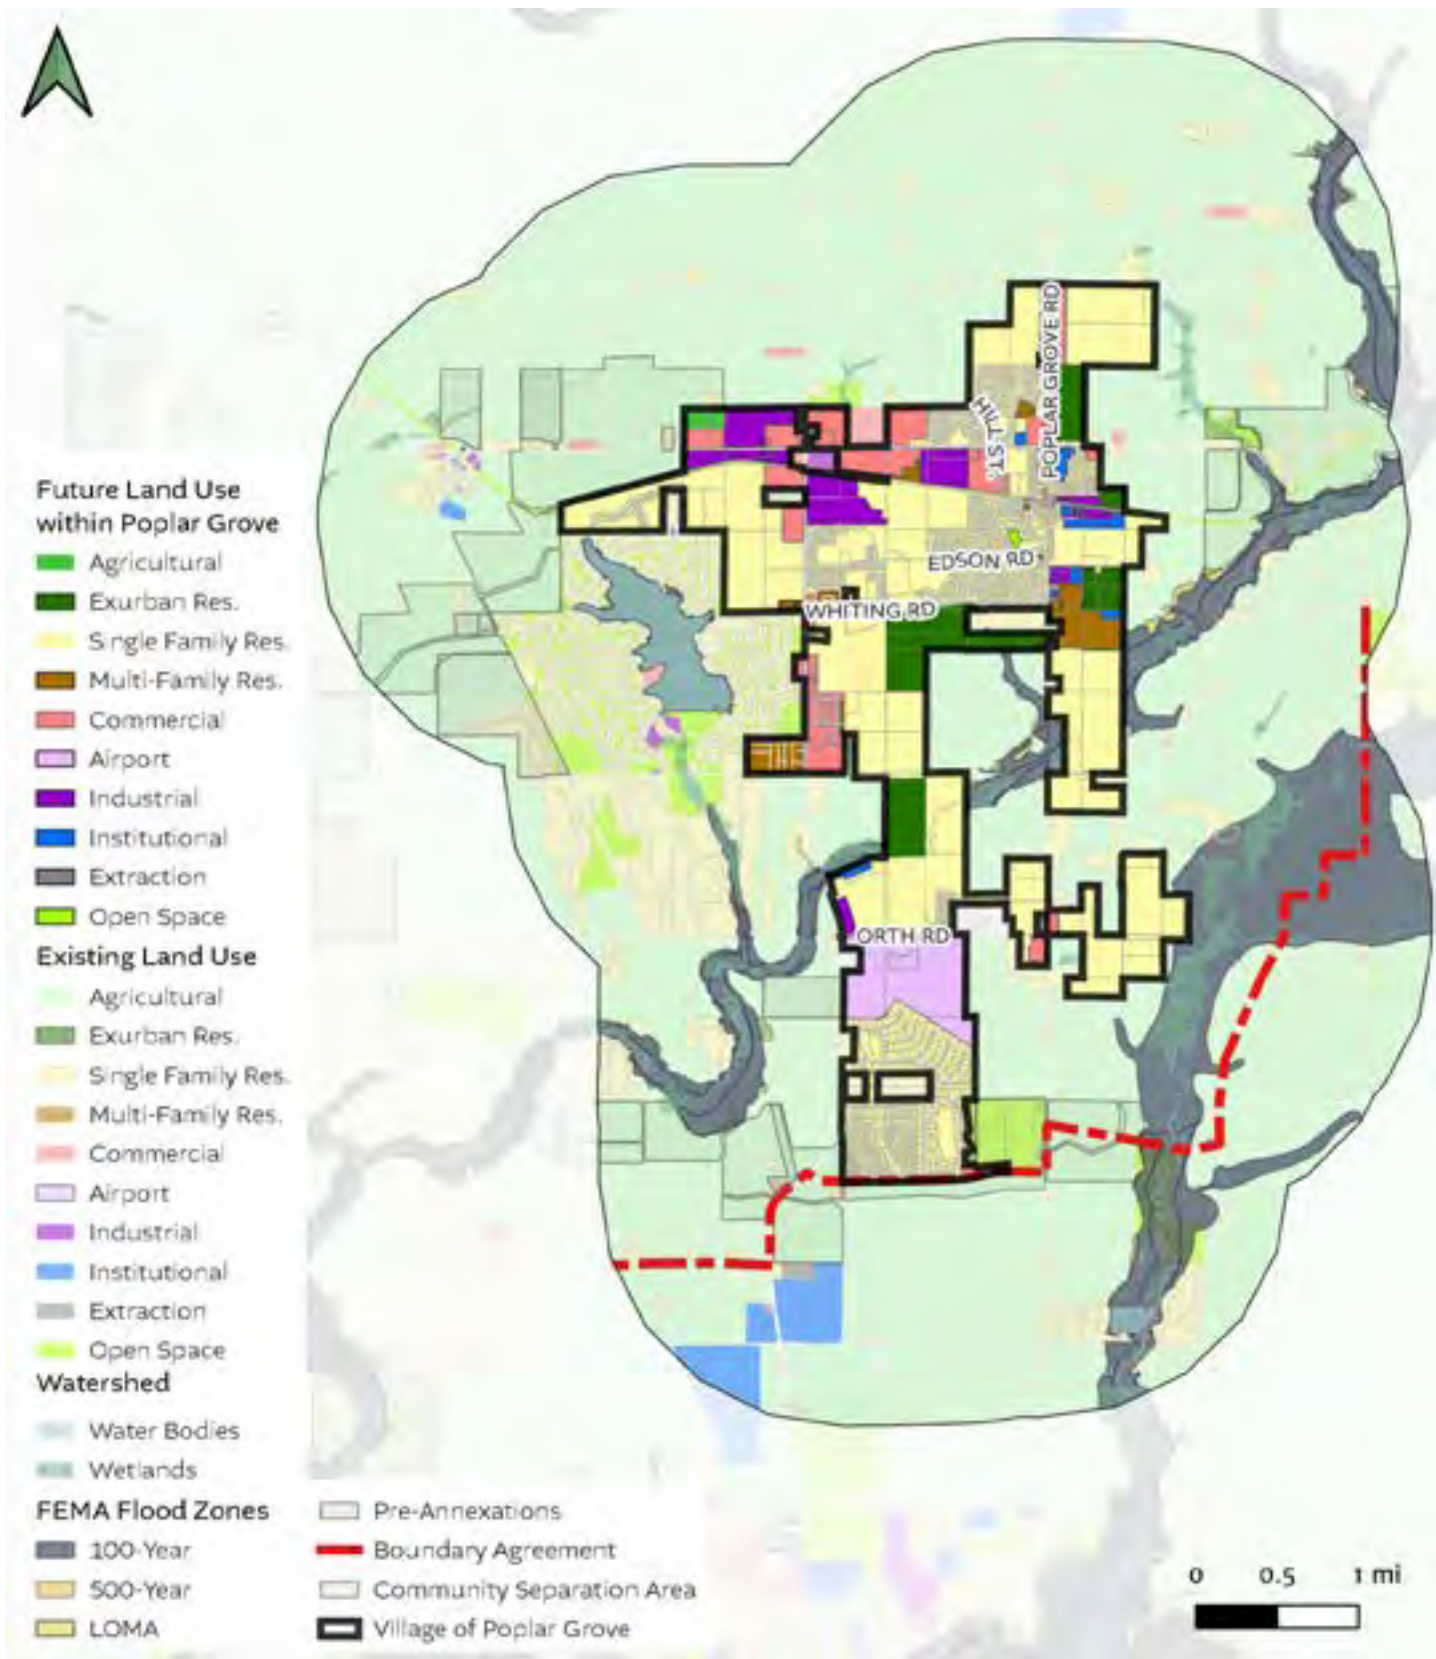 POPLAR GROVE RD
HILL ST.
EDSON RD
WHITING RD
ORTH RD
Future Land Use
within Poplar Grove
Agricultural
Exurban Res.
Single Family Res.
Multi-Family Res.
Commercial
Airport
Industrial
Institutional
Extraction
Open Space
Existing Land Use
Agricultural
Exurban Res.
Single Family Res.
Multi-Family Res.
Commercial
Airport
Industrial
Institutional
Extraction
Open Space
Watershed
Water Bodies
Wetlands
FEMA Flood Zones
100-Year
500-Year
LOMA
Pre-Annexations
Boundary Agreement
Community Separation Area
Village of Poplar Grove
0 0.5 1 mi